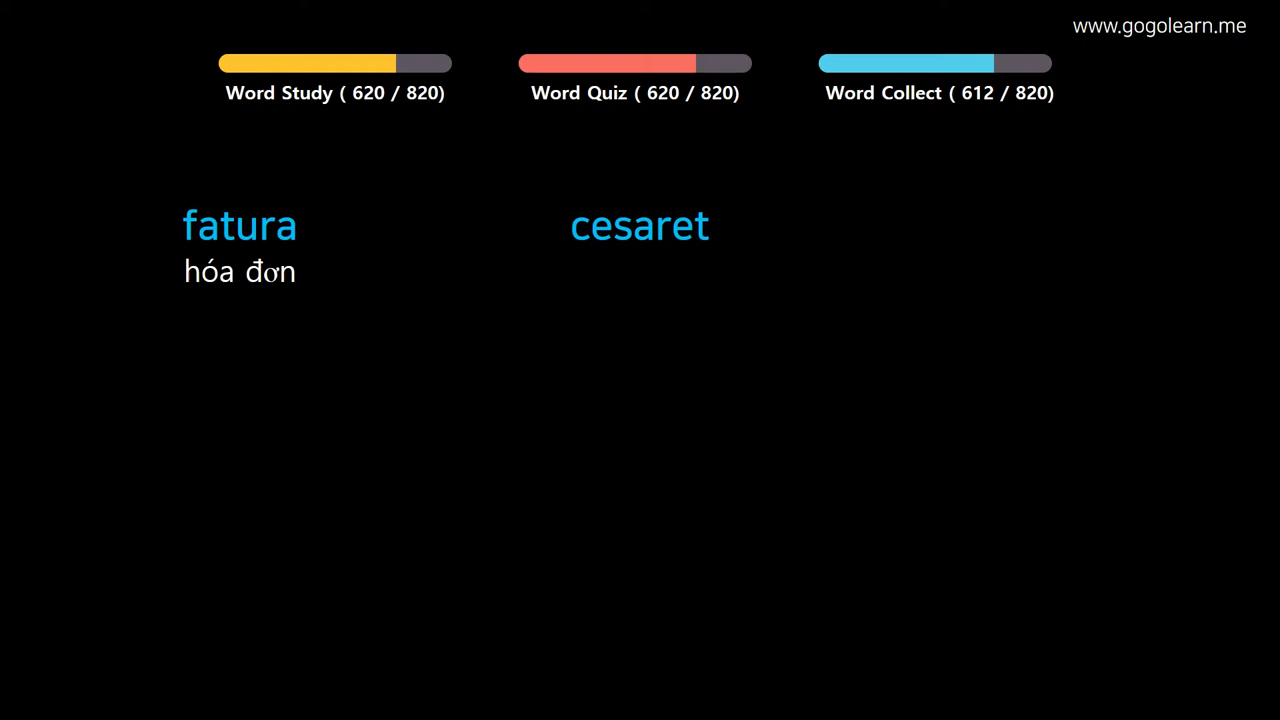 www.gogolearn.me
Word Study ( 620 / 820)
Word Quiz ( 620 / 820)
Word Collect ( 612 / 820)
fatura
hóa đơn
cesaret